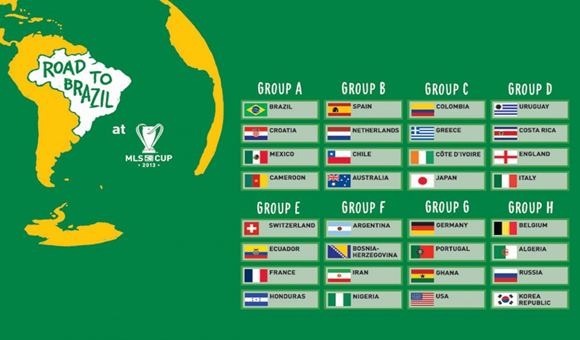 ROAD TO
BRAZIL
at
MLS CUP
2013
GROUP A
BRAZIL
CROATIA
MEXICO
CAMEROON
GROUP B
SPAIN
NETHERLANDS
CHILE
AUSTRALIA
GROUP C
COLOMBIA
GREECE
CÔTE D'IVOIRE
JAPAN
GROUP D
URUGUAY
COSTA RICA
ENGLAND
ITALY
GROUP E
SWITZERLAND
ECUADOR
FRANCE
HONDURAS
GROUP F
ARGENTINA
BOSNIA-
HERZEGOVINA
IRAN
NIGERIA
GROUP G
GERMANY
PORTUGAL
GHANA
USA
GROUP H
BELGIUM
ALGERIA
RUSSIA
KOREA
REPUBLIC